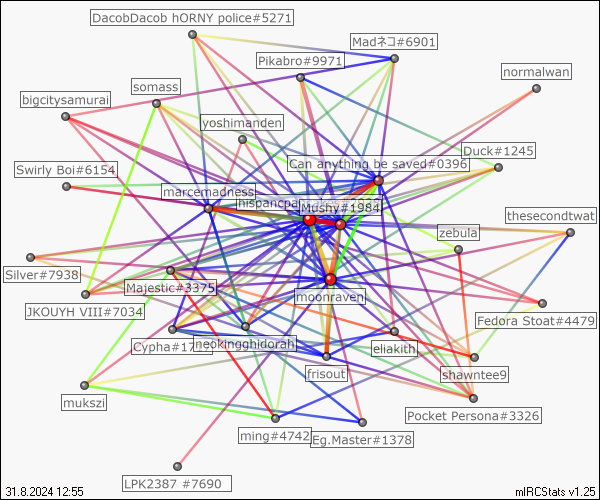 DacobDacob hORNY police#5271
Madネコ#6901
Pikabro#9971
normalwan
somass
bigcitysamurai
yoshimanden
Duck#1245
Can anything be saved#0396
Swirly Boi#6154
marcemadness
Mushy#1984
thesecondtwat
zebula
Silver#7938
Majestic#3375
moonraven
JKOUYH VIII#7034
Fedora Stoat#4479
neokingghidorah
eliakith
frisout
shawntee9
mukszi
Pocket Persona#3326
ming#4742
Eg.Master#1378
LPK2387 #7690
31.8.2024 12:55
mIRCStats v1.25